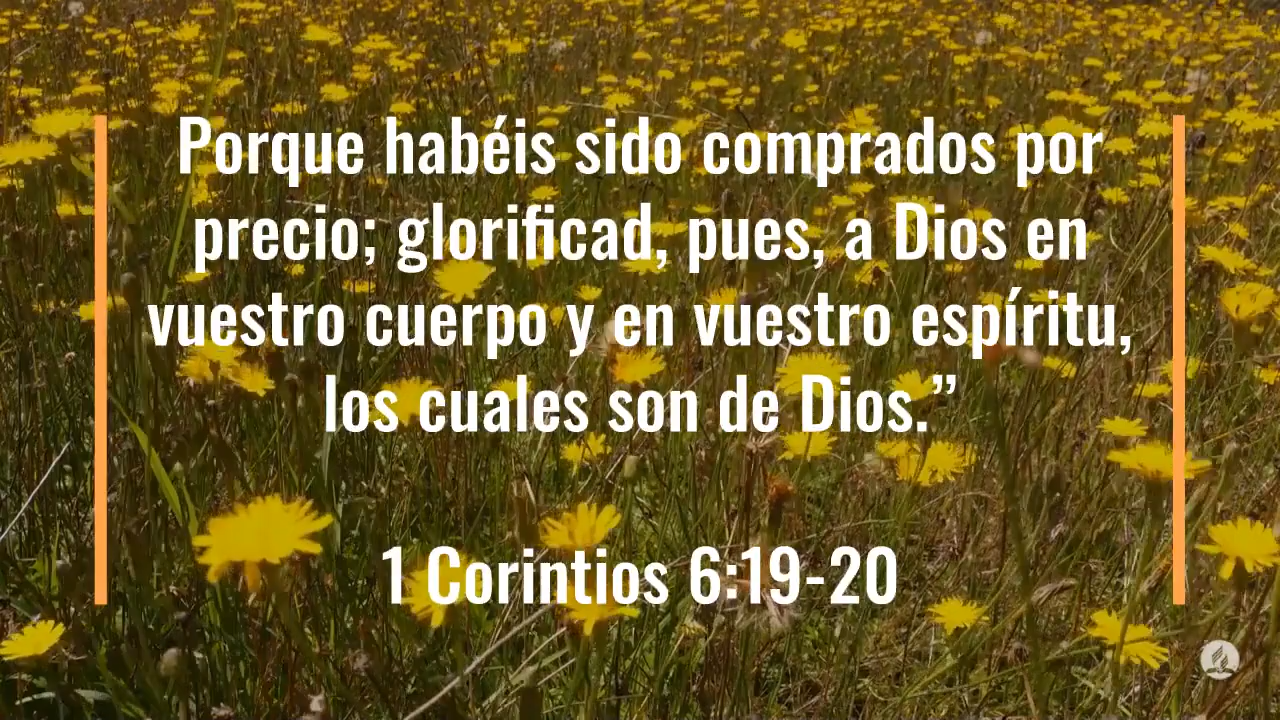 Porque habéis sido comprados por
precio; glorificad, pues, a Dios en
vuestro cuerpo y en vuestro espíritu,
los cuales son de Dios.”
1 Corintios 6:19-20